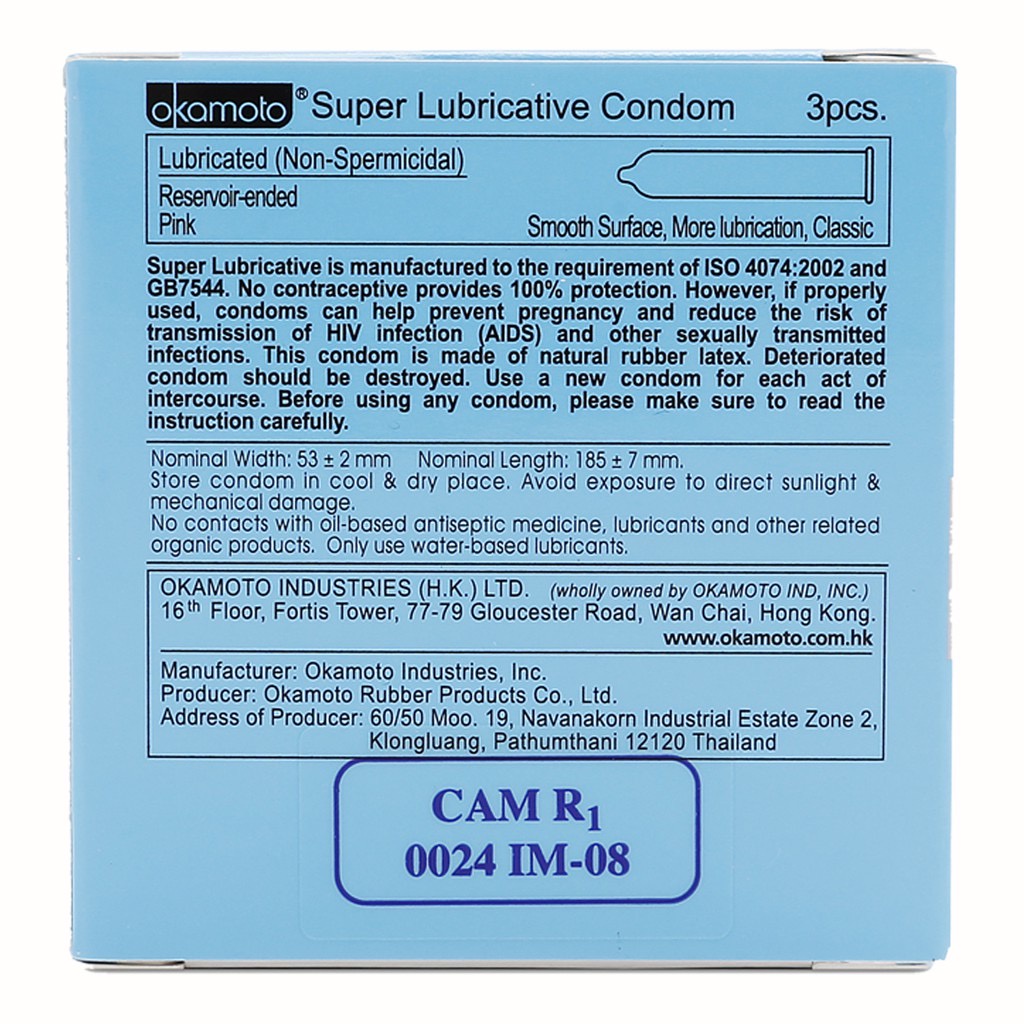 okamoto® Super Lubricative Condom 3pcs.
Lubricated (Non-Spermicidal)
Reservoir-ended
Pink
Smooth Surface, More lubrication, Classic
Super Lubricative is manufactured to the requirement of ISO 4074:2002 and
GB7544. No contraceptive provides 100% protection. However, if properly
used, condoms can help prevent pregnancy and reduce the risk of
transmission of HIV infection (AIDS) and other sexually transmitted
infections. This condom is made of natural rubber latex. Deteriorated
condom should be destroyed. Use a new condom for each act of
intercourse. Before using any condom, please make sure to read the
instruction carefully.
Nominal Width: 53 ± 2 mm Nominal Length: 185 ± 7 mm.
Store condom in cool & dry place. Avoid exposure to direct sunlight &
mechanical damage.
No contacts with oil-based antiseptic medicine, lubricants and other related
organic products. Only use water-based lubricants.
OKAMOTO INDUSTRIES (H.K.) LTD. (wholly owned by OKAMOTO IND, INC.)
16th Floor, Fortis Tower, 77-79 Gloucester Road, Wan Chai, Hong Kong.
www.okamoto.com.hk
Manufacturer: Okamoto Industries, Inc.
Producer: Okamoto Rubber Products Co., Ltd.
Address of Producer: 60/50 Moo. 19, Navanakorn Industrial Estate Zone 2,
Klongluang, Pathumthani 12120 Thailand
CAM R1
0024 IM-08